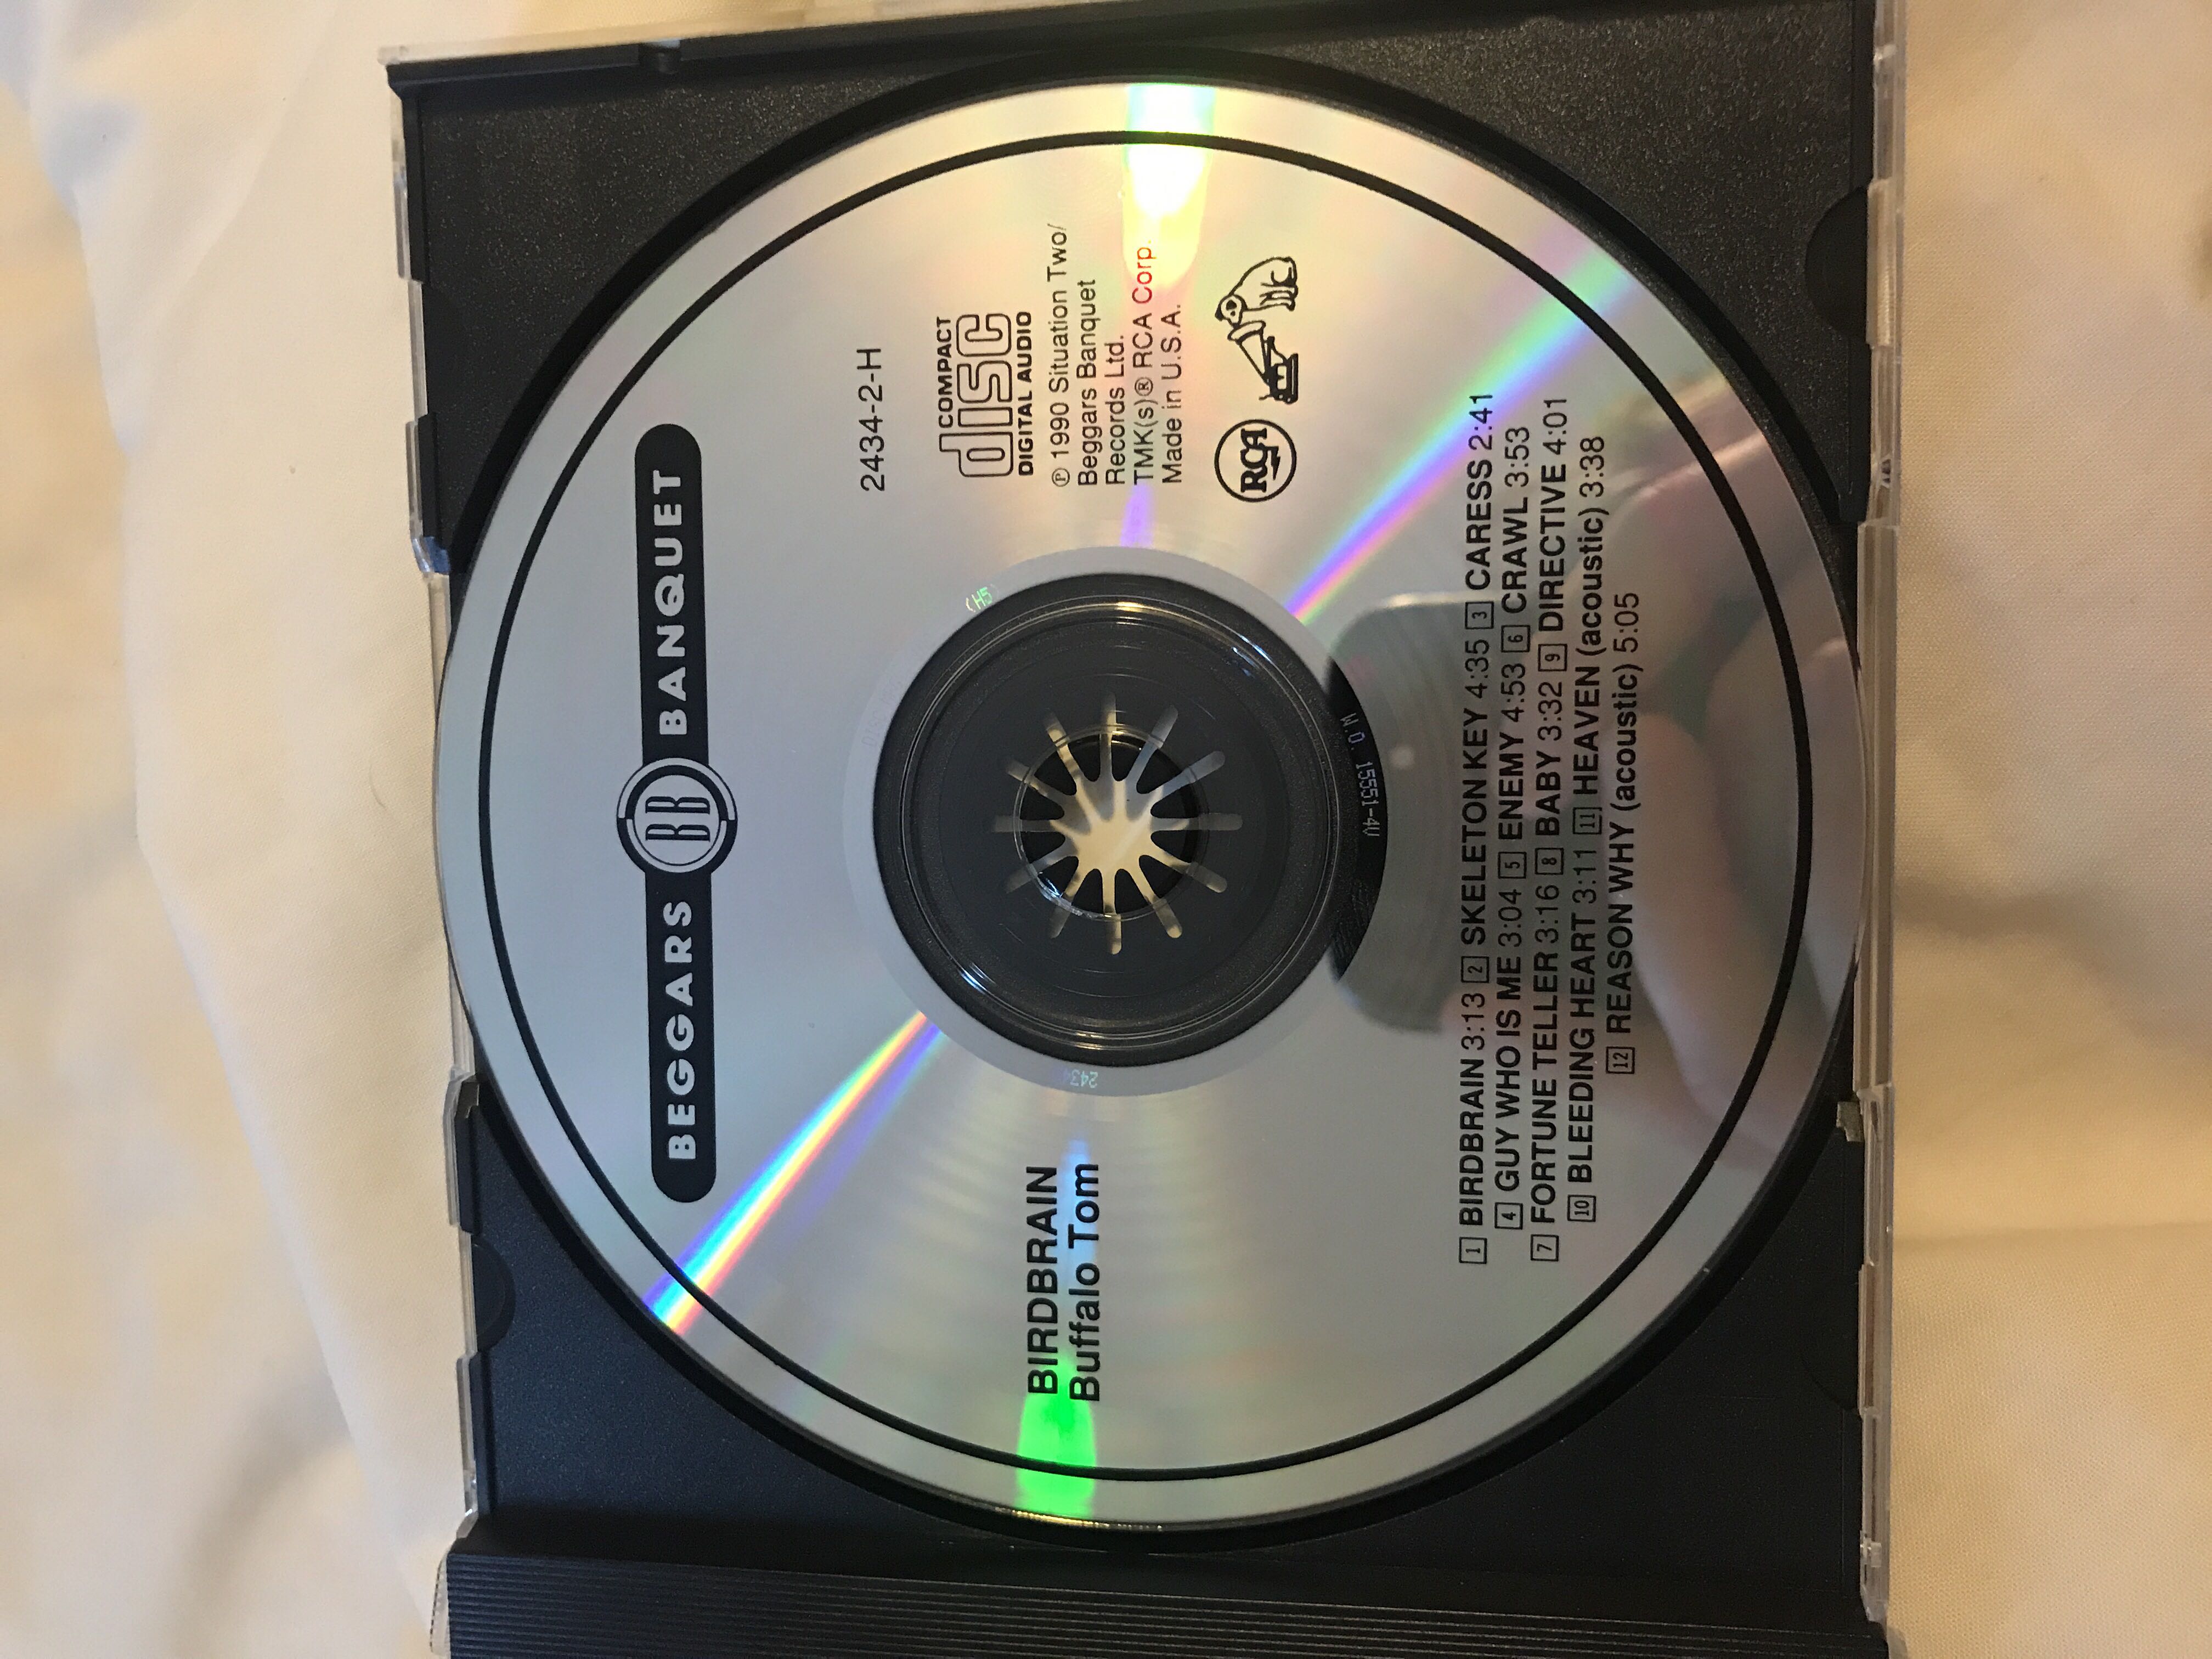 BEGGARS BB BANQUET
2434-2-H
COMPACT
disc
DIGITAL AUDIO
℗ 1990 Situation Two/
Beggars Banquet
Records Ltd.
TMK(s)® RCA Corp.
Made in U.S.A.
RCA
BIRDBRAIN
Buffalo Tom
1 BIRDBRAIN 3:13 2 SKELETON KEY 4:35 3 CARESS 2:41
4 GUY WHO IS ME 3:04 5 ENEMY 4:53 6 CRAWL 3:53
7 FORTUNE TELLER 3:16 8 BABY 3:32 9 DIRECTIVE 4:01
10 BLEEDING HEART 3:11 11 HEAVEN (acoustic) 3:38
12 REASON WHY (acoustic) 5:05
W.O. 15551-4U
(H5)